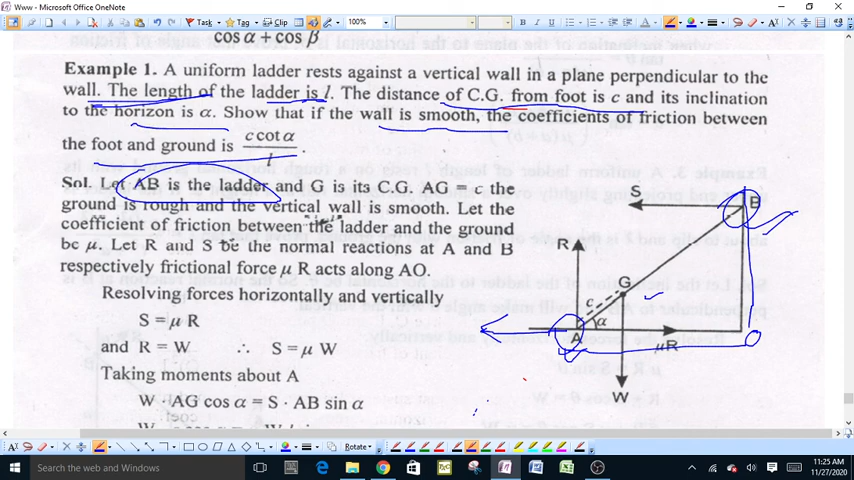 Www - Microsoft Office OneNote
Task
Tag
Clip
100%
B I U
cos α + cos β
Example 1. A uniform ladder rests against a vertical wall in a plane perpendicular to the
wall. The length of the ladder is l. The distance of C.G. from foot is c and its inclination
to the horizon is α. Show that if the wall is smooth, the coefficients of friction between
the foot and ground is c cot α / l .
Sol. Let AB is the ladder and G is its C.G. AG = c the
ground is rough and the vertical wall is smooth. Let the
coefficient of friction between the ladder and the ground
be μ. Let R and S be the normal reactions at A and B
respectively frictional force μ R acts along AO.
Resolving forces horizontally and vertically
S = μ R
and R = W ∴ S = μ W
Taking moments about A
W . AG cos α = S . AB sin α
S
B
R
G
c
α
A
μR
O
W
Rotate
Search the web and Windows
11:25 AM
11/27/2020